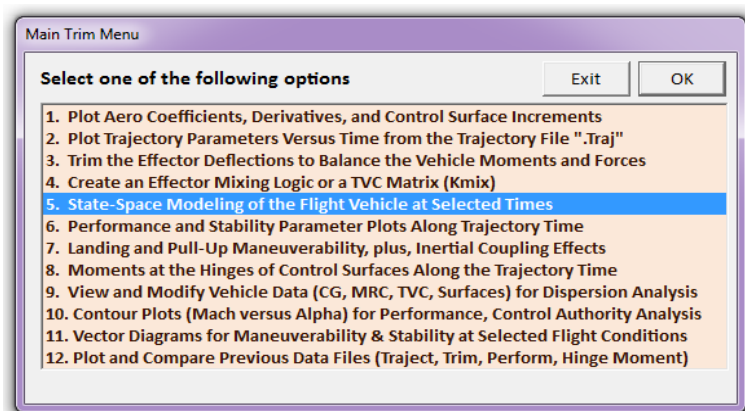 Main Trim Menu
Select one of the following options
Exit
OK
1. Plot Aero Coefficients, Derivatives, and Control Surface Increments
2. Plot Trajectory Parameters Versus Time from the Trajectory File ".Traj"
3. Trim the Effector Deflections to Balance the Vehicle Moments and Forces
4. Create an Effector Mixing Logic or a TVC Matrix (Kmix)
5. State-Space Modeling of the Flight Vehicle at Selected Times
6. Performance and Stability Parameter Plots Along Trajectory Time
7. Landing and Pull-Up Maneuverability, plus, Inertial Coupling Effects
8. Moments at the Hinges of Control Surfaces Along the Trajectory Time
9. View and Modify Vehicle Data (CG, MRC, TVC, Surfaces) for Dispersion Analysis
10. Contour Plots (Mach versus Alpha) for Performance, Control Authority Analysis
11. Vector Diagrams for Maneuverability & Stability at Selected Flight Conditions
12. Plot and Compare Previous Data Files (Traject, Trim, Perform, Hinge Moment)